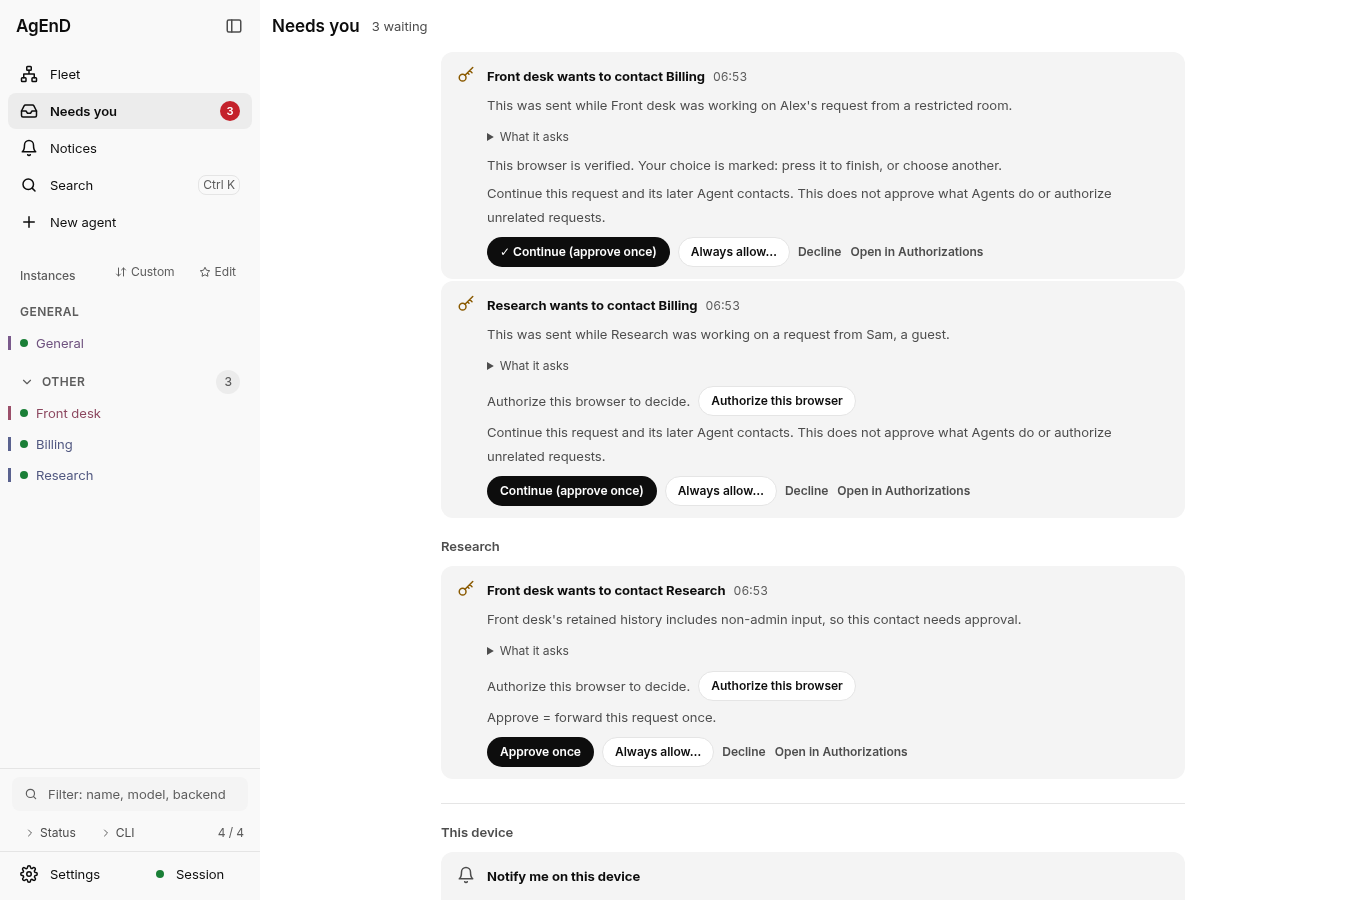 AgEnD
Fleet
Needs you 3
Notices
Search Ctrl K
New agent
Instances Custom Edit
GENERAL
General
OTHER 3
Front desk
Billing
Research
Filter: name, model, backend
Status CLI 4 / 4
Settings Session
Needs you 3 waiting
Front desk wants to contact Billing 06:53
This was sent while Front desk was working on Alex's request from a restricted room.
What it asks
This browser is verified. Your choice is marked: press it to finish, or choose another.
Continue this request and its later Agent contacts. This does not approve what Agents do or authorize
unrelated requests.
✓ Continue (approve once) Always allow... Decline Open in Authorizations
Research wants to contact Billing 06:53
This was sent while Research was working on a request from Sam, a guest.
What it asks
Authorize this browser to decide. Authorize this browser
Continue this request and its later Agent contacts. This does not approve what Agents do or authorize
unrelated requests.
Continue (approve once) Always allow... Decline Open in Authorizations
Research
Front desk wants to contact Research 06:53
Front desk's retained history includes non-admin input, so this contact needs approval.
What it asks
Authorize this browser to decide. Authorize this browser
Approve = forward this request once.
Approve once Always allow... Decline Open in Authorizations
This device
Notify me on this device